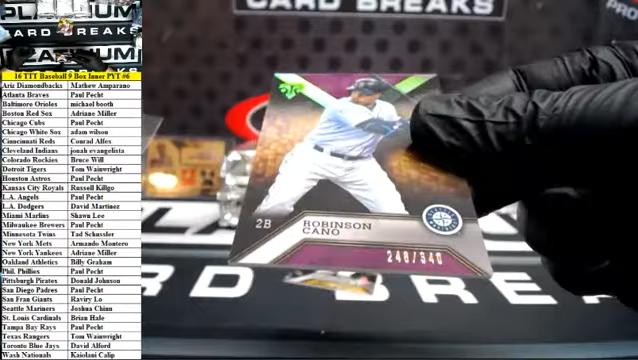 PLATINUM
CARD BREAKS
PLATINUM
16 TTT Baseball 9 Box Inner PYT #6
Ariz Diamondbacks Mathew Amparano
Atlanta Braves Paul Pecht
Baltimore Orioles michael booth
Boston Red Sox Adriane Miller
Chicago Cubs Paul Pecht
Chicago White Sox adam wilson
Cincinnati Reds Conrad Alfex
Cleveland Indians jonah evangelista
Colorado Rockies Bruce Will
Detroit Tigers Tom Wainwright
Houston Astros Paul Pecht
Kansas City Royals Russell Killgo
L.A. Angels Paul Pecht
L.A. Dodgers David Martinez
Miami Marlins Shawn Lee
Milwaukee Brewers Paul Pecht
Minnesota Twins Tad Schussler
New York Mets Armando Montero
New York Yankees Adriane Miller
Oakland Athletics Billy Graham
Phil. Phillies Paul Pecht
Pittsburgh Pirates Donald Johnson
San Diego Padres Paul Pecht
San Fran Giants Raviry Lo
Seattle Mariners Joshua Chinn
St. Louis Cardinals Brian Hale
Tampa Bay Rays Paul Pecht
Texas Rangers Tom Wainwright
Toronto Blue Jays David Alford
Wash Nationals Kaiolani Calip
CARD BREAKS
2B
ROBINSON
CANO
248/340
RD BREA